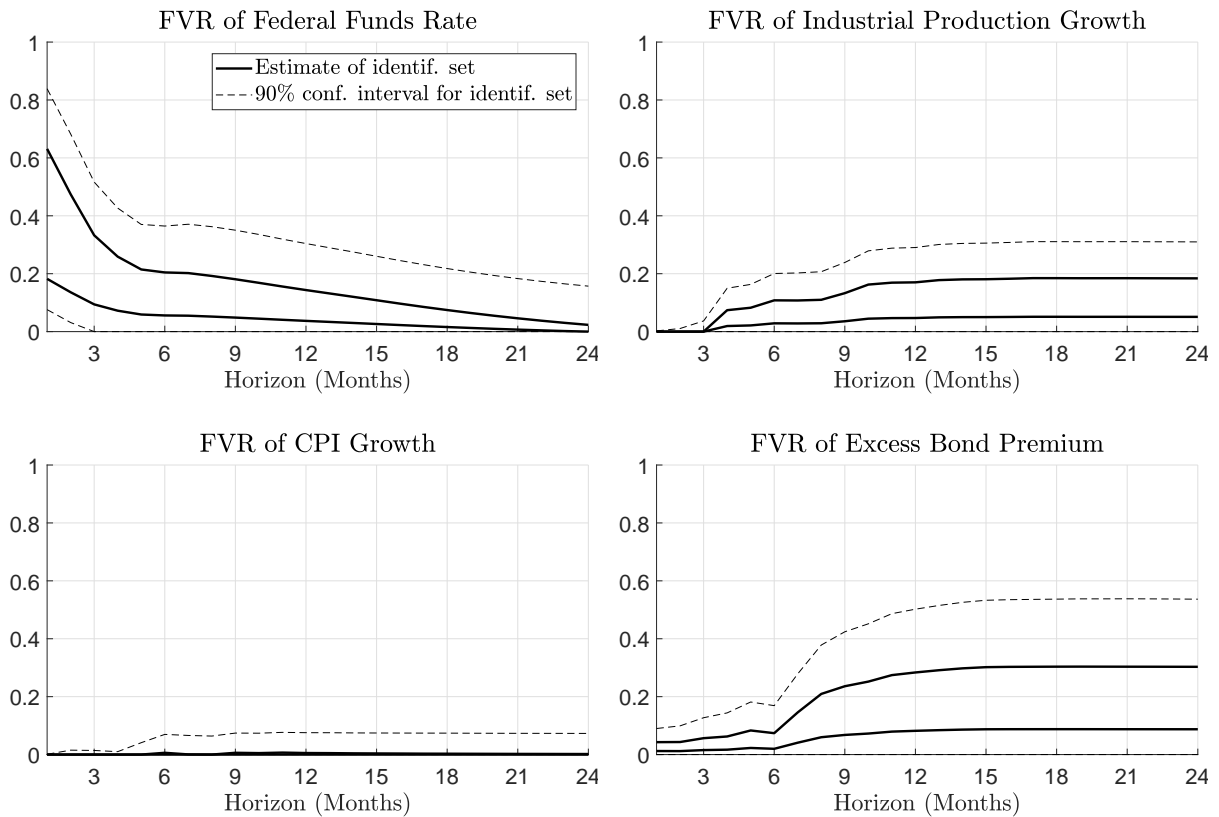 FVR of Federal Funds Rate
1
0.8
0.6
0.4
0.2
0
Estimate of identif. set
90% conf. interval for identif. set
3 6 9 12 15 18 21 24
Horizon (Months)
FVR of Industrial Production Growth
1
0.8
0.6
0.4
0.2
0
3 6 9 12 15 18 21 24
Horizon (Months)
FVR of CPI Growth
1
0.8
0.6
0.4
0.2
0
3 6 9 12 15 18 21 24
Horizon (Months)
FVR of Excess Bond Premium
1
0.8
0.6
0.4
0.2
0
3 6 9 12 15 18 21 24
Horizon (Months)